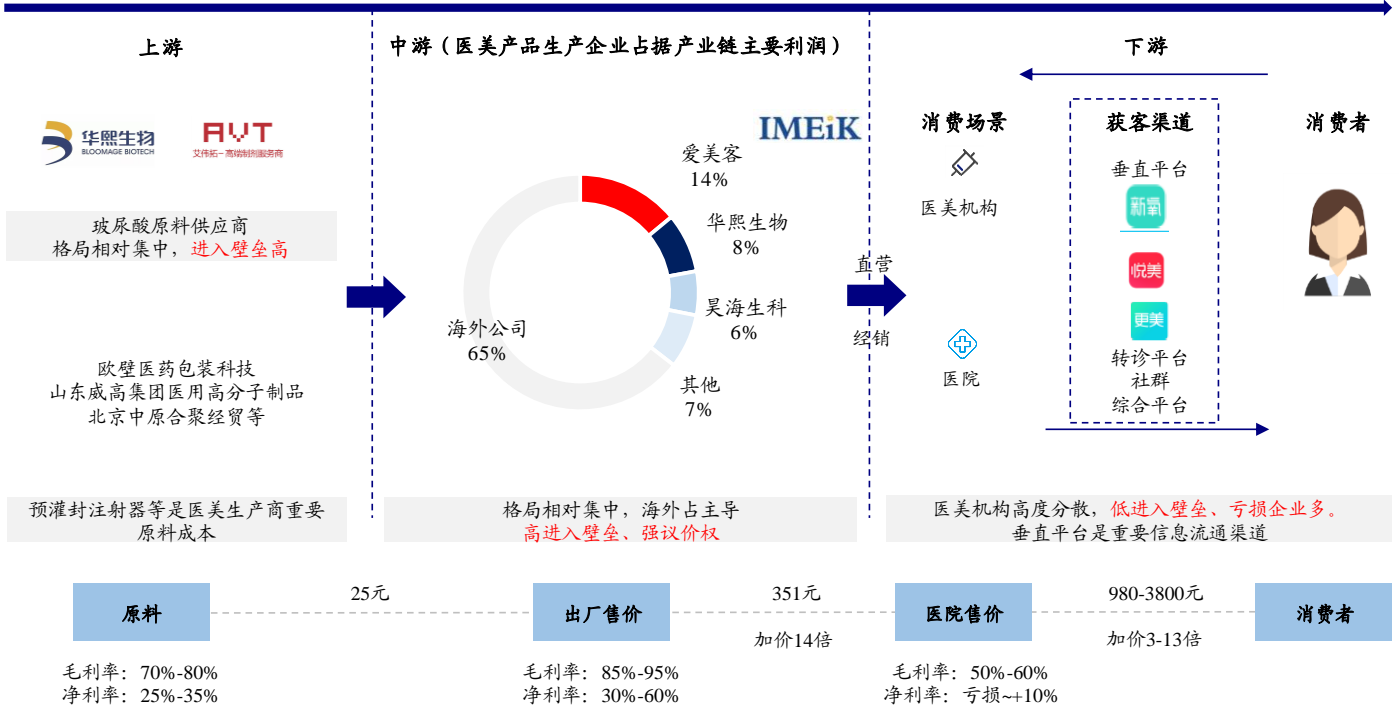 上游
华熙生物
BLOOMAGE BIOTECH
AVT
艾伟拓-高端制剂服务商
玻尿酸原料供应商
格局相对集中，进入壁垒高
欧壁医药包装科技
山东威高集团医用高分子制品
北京中原合聚经贸等
预灌封注射器等是医美生产商重要
原料成本
中游（医美产品生产企业占据产业链主要利润）
IMEiK
爱美客
14%
华熙生物
8%
昊海生科
6%
其他
7%
海外公司
65%
格局相对集中，海外占主导
高进入壁垒、强议价权
直营
经销
下游
消费场景
医美机构
医院
获客渠道
垂直平台
新氧
悦美
更美
转诊平台
社群
综合平台
消费者
医美机构高度分散，低进入壁垒、亏损企业多。
垂直平台是重要信息流通渠道
原料
25元
出厂售价
351元
加价14倍
医院售价
980-3800元
加价3-13倍
消费者
毛利率：70%-80%
净利率：25%-35%
毛利率：85%-95%
净利率：30%-60%
毛利率：50%-60%
净利率：亏损~+10%